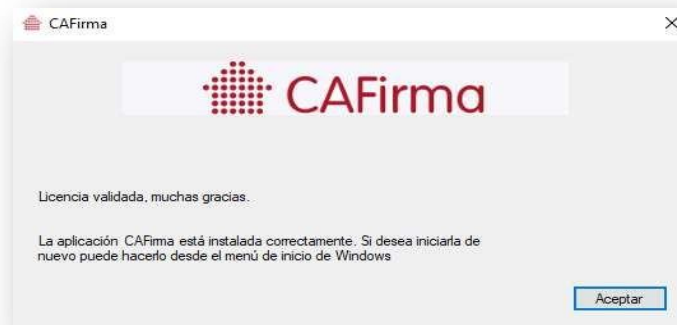 CAFirma
CAFirma
Licencia validada, muchas gracias.
La aplicación CAFirma está instalada correctamente. Si desea iniciarla de
nuevo puede hacerlo desde el menú de inicio de Windows
Aceptar